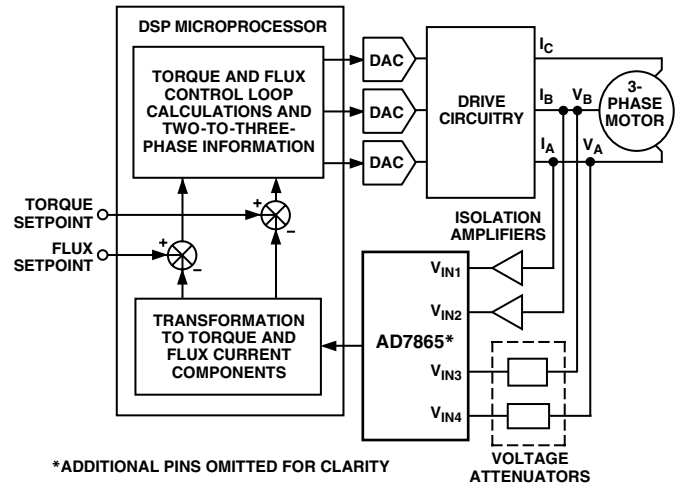 DSP MICROPROCESSOR
TORQUE AND FLUX
CONTROL LOOP
CALCULATIONS AND
TWO-TO-THREE-
PHASE INFORMATION
DAC
DAC
DAC
DRIVE
CIRCUITRY
IC
IB
VB
IA
VA
3-
PHASE
MOTOR
TORQUE
SETPOINT
+
–
FLUX
SETPOINT
+
–
ISOLATION
AMPLIFIERS
TRANSFORMATION
TO TORQUE AND
FLUX CURRENT
COMPONENTS
AD7865*
VIN1
VIN2
VIN3
VIN4
VOLTAGE
ATTENUATORS
*ADDITIONAL PINS OMITTED FOR CLARITY